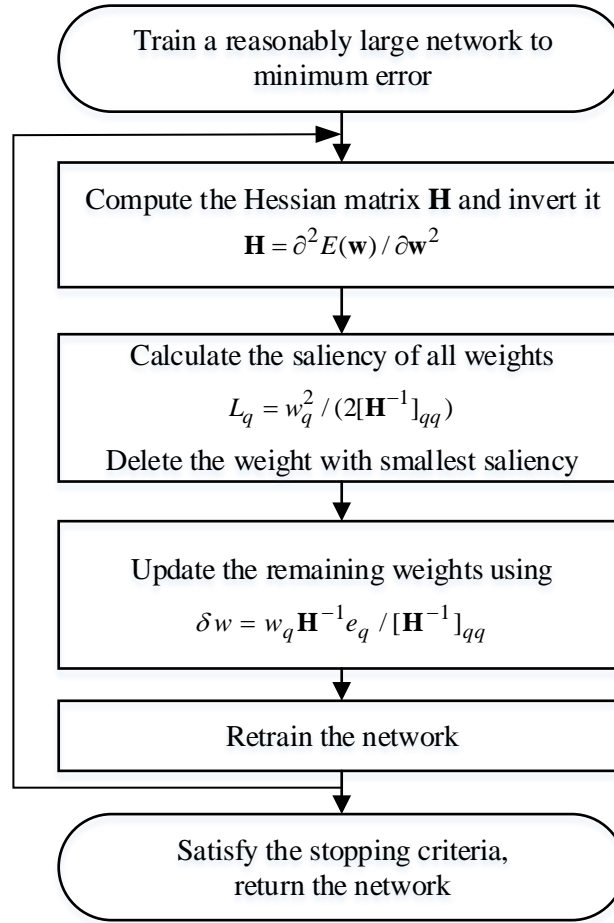 Train a reasonably large network to
minimum error
Compute the Hessian matrix H and invert it
H = ∂²E(w) / ∂w²
Calculate the saliency of all weights
L_q = w_q² / (2[H⁻¹]_qq)
Delete the weight with smallest saliency
Update the remaining weights using
δw = w_q H⁻¹ e_q / [H⁻¹]_qq
Retrain the network
Satisfy the stopping criteria,
return the network